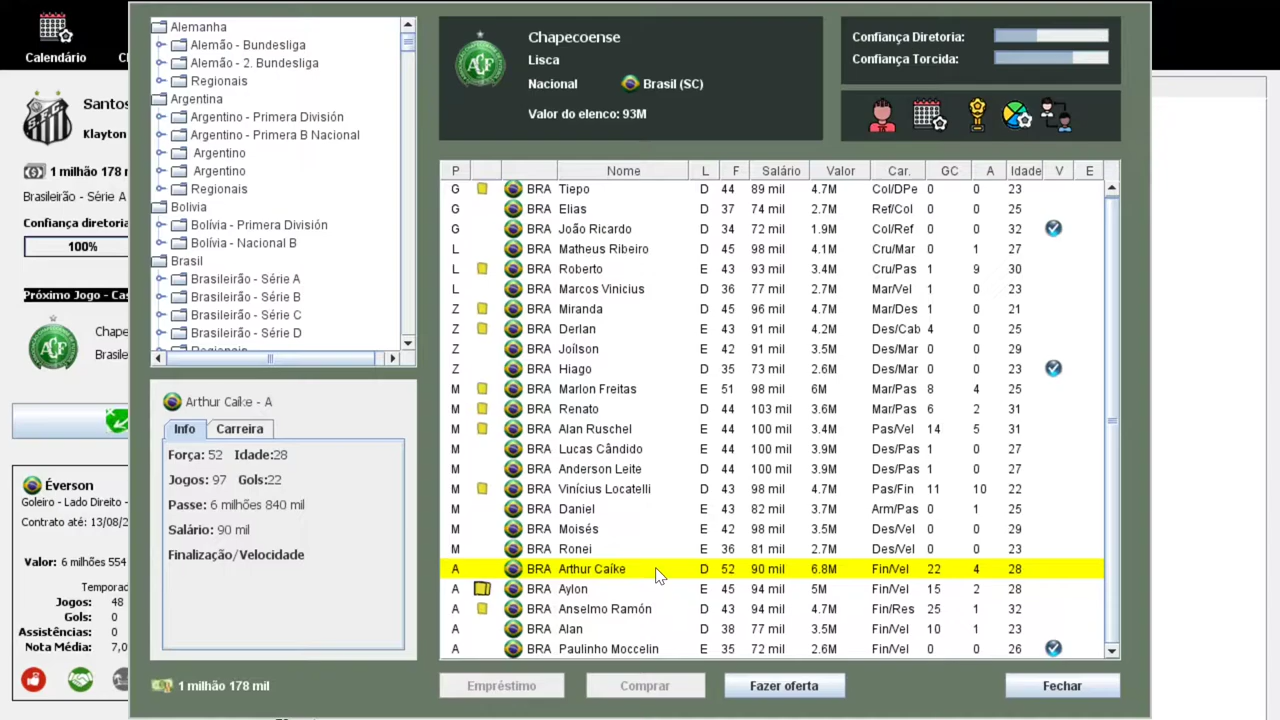 Calendário
Santos
Klayton
1 milhão 178 m
Brasileirão - Série A
Confiança diretoria
100%
Próximo Jogo - Cas
Chape
Brasile
Éverson
Goleiro - Lado Direito -
Contrato até: 13/08/2
Valor: 6 milhões 554
Temporad
Jogos: 48
Gols: 0
Assistências: 0
Nota Média: 7,0
Alemanha
Alemão - Bundesliga
Alemão - 2. Bundesliga
Regionais
Argentina
Argentino - Primera División
Argentino - Primera B Nacional
Argentino
Argentino
Regionais
Bolivia
Bolívia - Primera División
Bolívia - Nacional B
Brasil
Brasileirão - Série A
Brasileirão - Série B
Brasileirão - Série C
Brasileirão - Série D
Regionais
Arthur Caíke - A
Info Carreira
Força: 52 Idade:28
Jogos: 97 Gols:22
Passe: 6 milhões 840 mil
Salário: 90 mil
Finalização/Velocidade
1 milhão 178 mil
Chapecoense
Lisca
Nacional Brasil (SC)
Valor do elenco: 93M
Confiança Diretoria:
Confiança Torcida:
P Nome L F Salário Valor Car. GC A Idade V E
G BRA Tiepo D 44 89 mil 4.7M Col/DPe 0 0 23
G BRA Elias D 37 74 mil 2.7M Ref/Col 0 0 25
G BRA João Ricardo D 34 72 mil 1.9M Col/Ref 0 0 32
L BRA Matheus Ribeiro D 45 98 mil 4.1M Cru/Mar 0 1 27
L BRA Roberto E 43 93 mil 3.4M Cru/Pas 1 9 30
L BRA Marcos Vinicius D 36 77 mil 2.7M Mar/Vel 1 0 23
Z BRA Miranda D 45 96 mil 4.7M Mar/Des 1 0 21
Z BRA Derlan E 43 91 mil 4.2M Des/Cab 4 0 25
Z BRA Joílson E 42 91 mil 3.5M Des/Mar 0 0 29
Z BRA Hiago D 35 73 mil 2.6M Des/Mar 0 0 23
M BRA Marlon Freitas E 51 98 mil 6M Mar/Pas 8 4 25
M BRA Renato D 44 103 mil 3.6M Mar/Pas 6 2 31
M BRA Alan Ruschel E 44 100 mil 3.4M Pas/Vel 14 5 31
M BRA Lucas Cândido E 44 100 mil 3.9M Des/Pas 1 0 27
M BRA Anderson Leite D 44 100 mil 3.9M Des/Pas 1 0 27
M BRA Vinícius Locatelli D 43 98 mil 4.7M Pas/Fin 11 10 22
M BRA Daniel E 43 82 mil 3.7M Arm/Pas 0 1 25
M BRA Moisés E 42 98 mil 3.5M Des/Vel 0 0 29
M BRA Ronei E 36 81 mil 2.7M Des/Vel 0 0 23
A BRA Arthur Caíke D 52 90 mil 6.8M Fin/Vel 22 4 28
A BRA Aylon E 45 94 mil 5M Fin/Vel 15 2 28
A BRA Anselmo Ramón D 43 94 mil 4.7M Fin/Res 25 1 32
A BRA Alan D 38 77 mil 3.5M Fin/Vel 10 1 23
A BRA Paulinho Moccelin E 35 72 mil 2.6M Fin/Vel 0 0 26
Empréstimo Comprar Fazer oferta Fechar